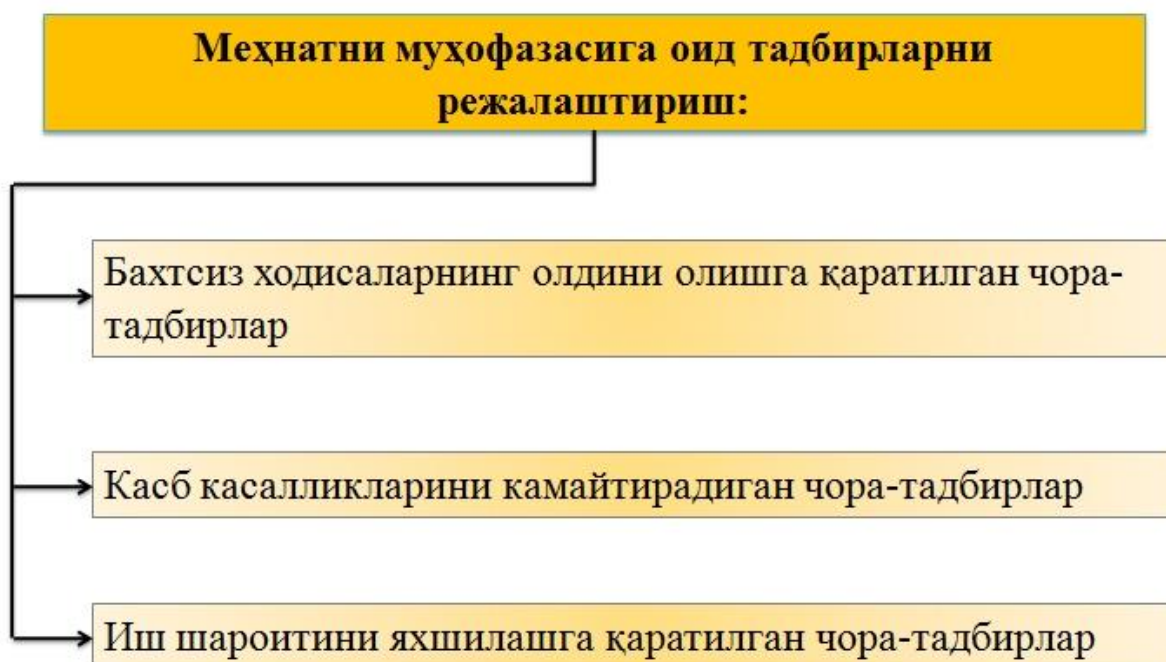 Меҳнатни муҳофазасига оид тадбирларни
режалаштириш:
Бахтсиз ходисаларнинг олдини олишга қаратилган чора-
тадбирлар
Касб касалликларини камайтирадиган чора-тадбирлар
Иш шароитини яхшилашга қаратилган чора-тадбирлар